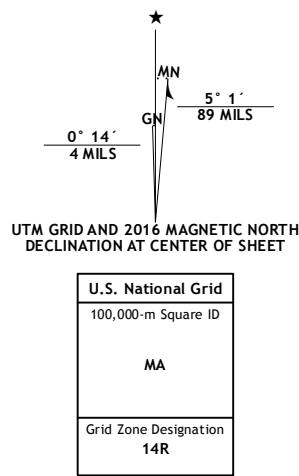 MN
GN
5° 1´
89 MILS
0° 14´
4 MILS
UTM GRID AND 2016 MAGNETIC NORTH
DECLINATION AT CENTER OF SHEET
U.S. National Grid
100,000-m Square ID
MA
Grid Zone Designation
14R